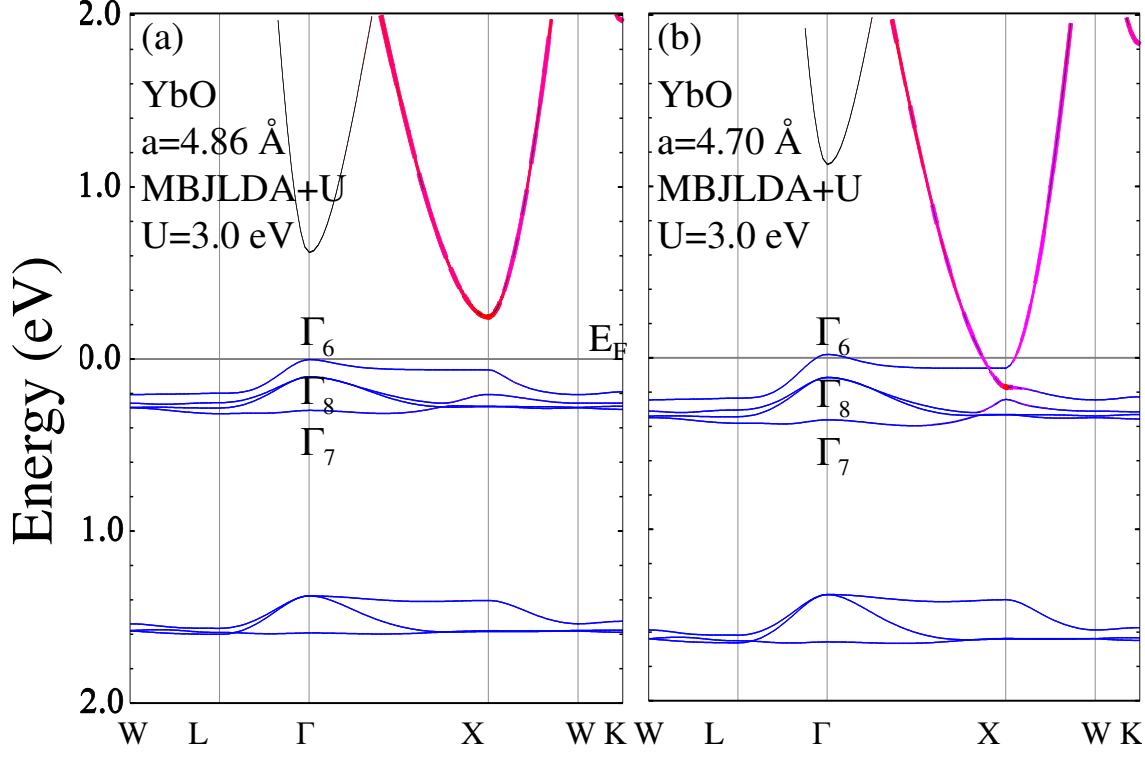 Energy (eV)
2.0
1.0
0.0
1.0
2.0
(a)
YbO
a=4.86 Å
MBJLDA+U
U=3.0 eV
Γ6
Γ8
Γ7
EF
W L Γ X W K
(b)
YbO
a=4.70 Å
MBJLDA+U
U=3.0 eV
Γ6
Γ8
Γ7
W L Γ X W K